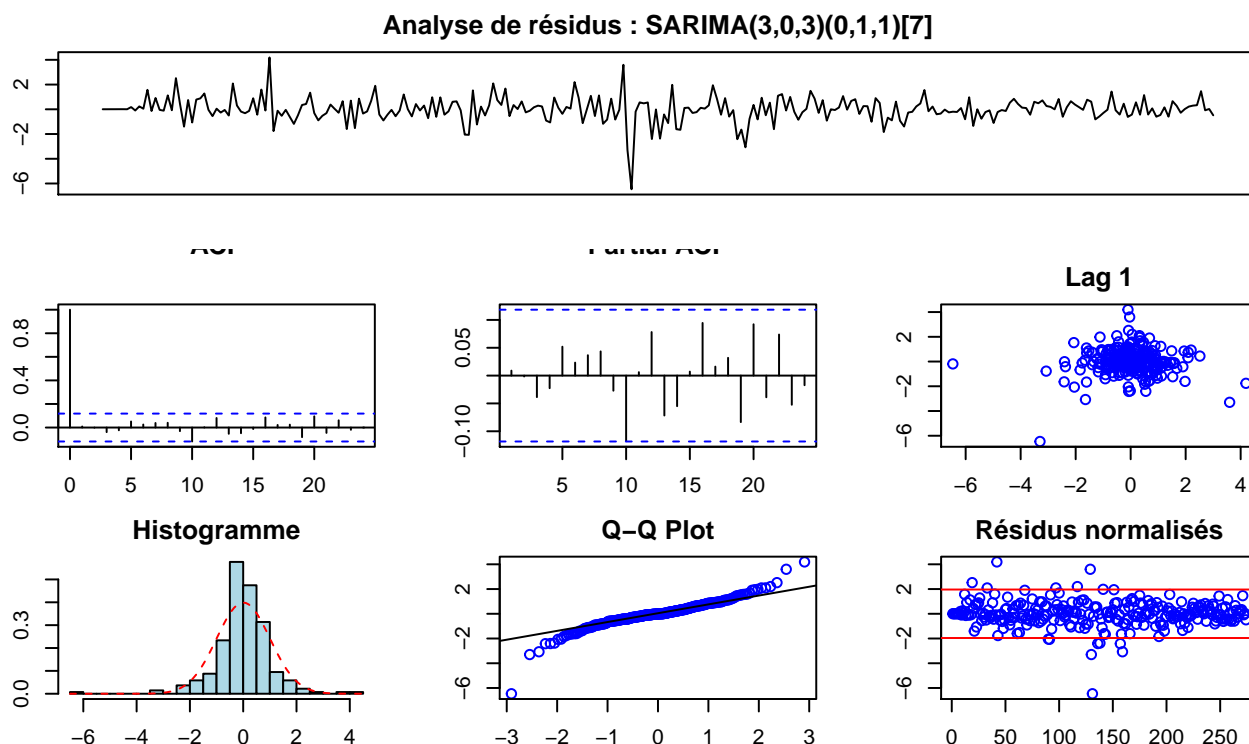 Analyse de résidus : SARIMA(3,0,3)(0,1,1)[7]
2
−2
−6
ACF
Partial ACF
Lag 1
0.0 0.4 0.8
0 5 10 15 20
−0.10 0.05
5 10 15 20
2
−2
−6
−6 −4 −2 0 2 4
Histogramme
Q−Q Plot
Résidus normalisés
0.0 0.3
−6 −4 −2 0 2 4
2
−2
−6
−3 −2 −1 0 1 2 3
2
−2
−6
0 50 100 150 200 250